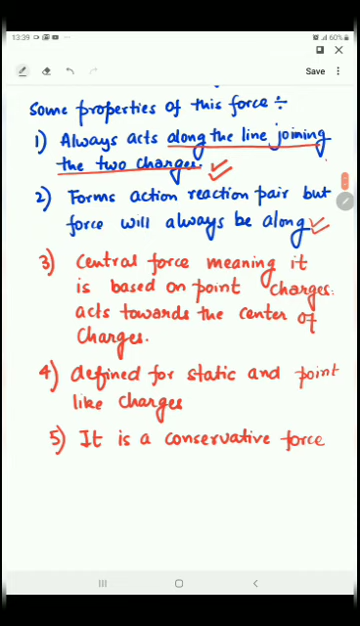 13:39
60%
Save
Some properties of this force÷
1) Always acts along the line joining
the two charges.
2) Forms action reaction pair but
force will always be along
3) Central force meaning it
is based on point charges.
acts towards the center of
charges.
4) defined for static and point
like charges
5) It is a conservative force